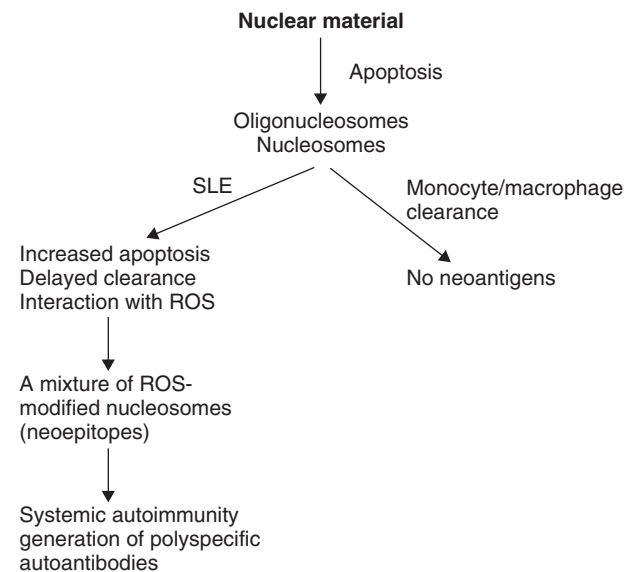 Nuclear material
Apoptosis
Oligonucleosomes
Nucleosomes
SLE
Monocyte/macrophage
clearance
Increased apoptosis
Delayed clearance
Interaction with ROS
No neoantigens
A mixture of ROS-
modified nucleosomes
(neoepitopes)
Systemic autoimmunity
generation of polyspecific
autoantibodies